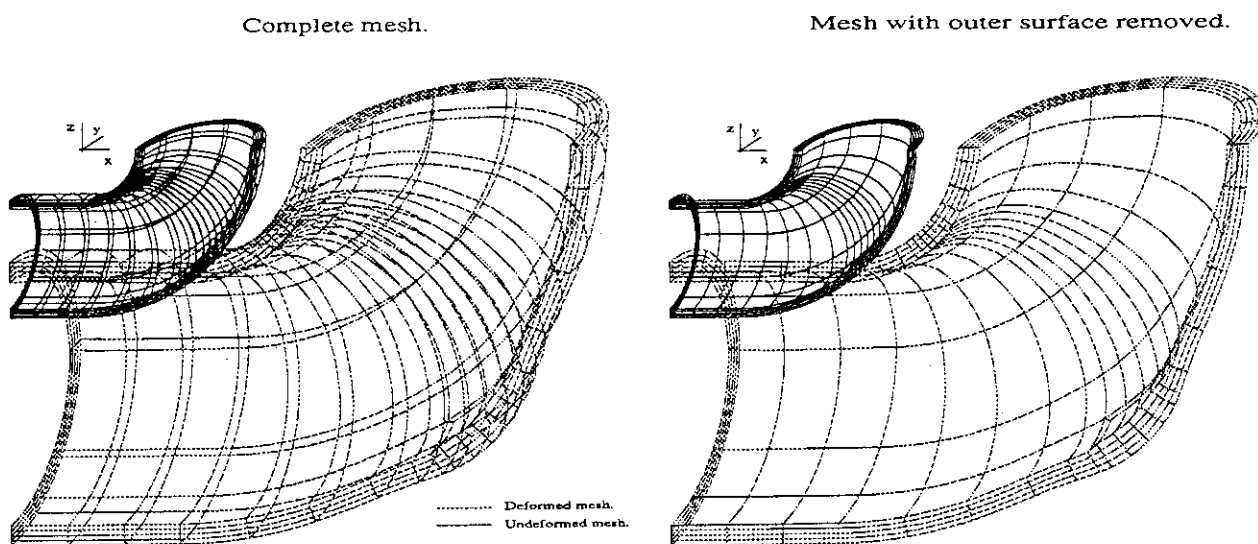 Complete mesh.
Mesh with outer surface removed.
z y
x
z y
x
Deformed mesh.
Undeformed mesh.